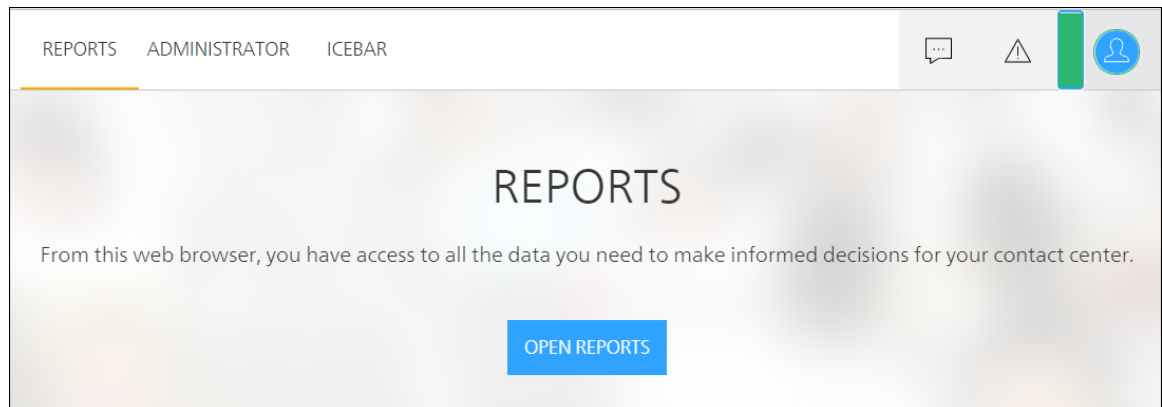 REPORTS ADMINISTRATOR ICEBAR
REPORTS
From this web browser, you have access to all the data you need to make informed decisions for your contact center.
OPEN REPORTS